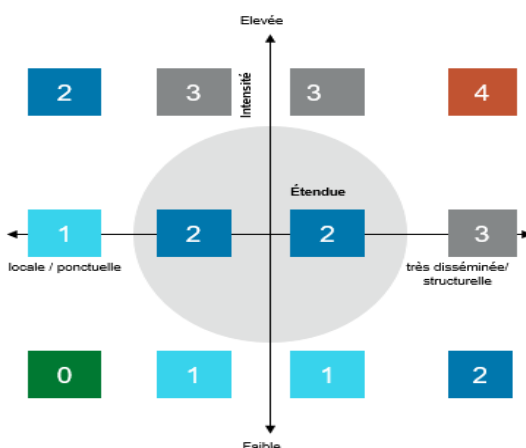 Elevée
2 3 3 4
Intensité
Étendue
1 2 2 3
locale / ponctuelle
très disséminée/
structurelle
0 1 1 2
Faible